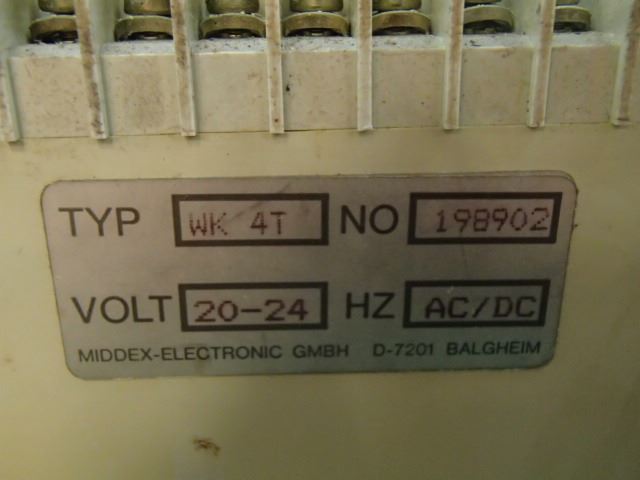 TYP WK 4T NO 198902
VOLT 20-24 HZ AC/DC
MIDDEX-ELECTRONIC GMBH D-7201 BALGHEIM